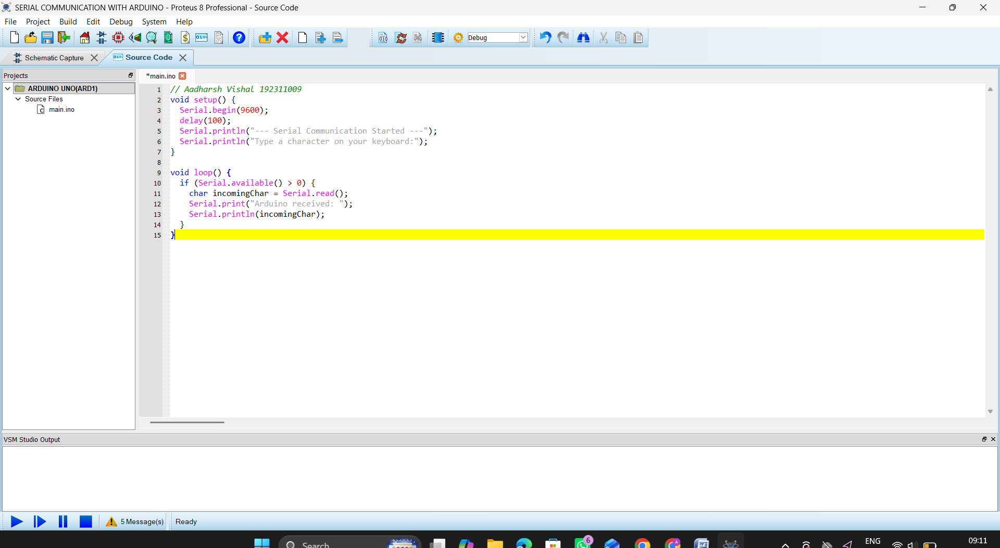 SERIAL COMMUNICATION WITH ARDUINO - Proteus 8 Professional - Source Code
File Project Build Edit Debug System Help
Debug
Schematic Capture Source Code
Projects
*main.ino
ARDUINO UNO(ARD1)
Source Files
main.ino
1 // Aadharsh Vishal 192311009
2 void setup() {
3 Serial.begin(9600);
4 delay(100);
5 Serial.println("--- Serial Communication Started ---");
6 Serial.println("Type a character on your keyboard:");
7 }
8
9 void loop() {
10 if (Serial.available() > 0) {
11 char incomingChar = Serial.read();
12 Serial.print("Arduino received: ");
13 Serial.println(incomingChar);
14 }
15 }
VSM Studio Output
5 Message(s) Ready
Search
6
ENG
09:11